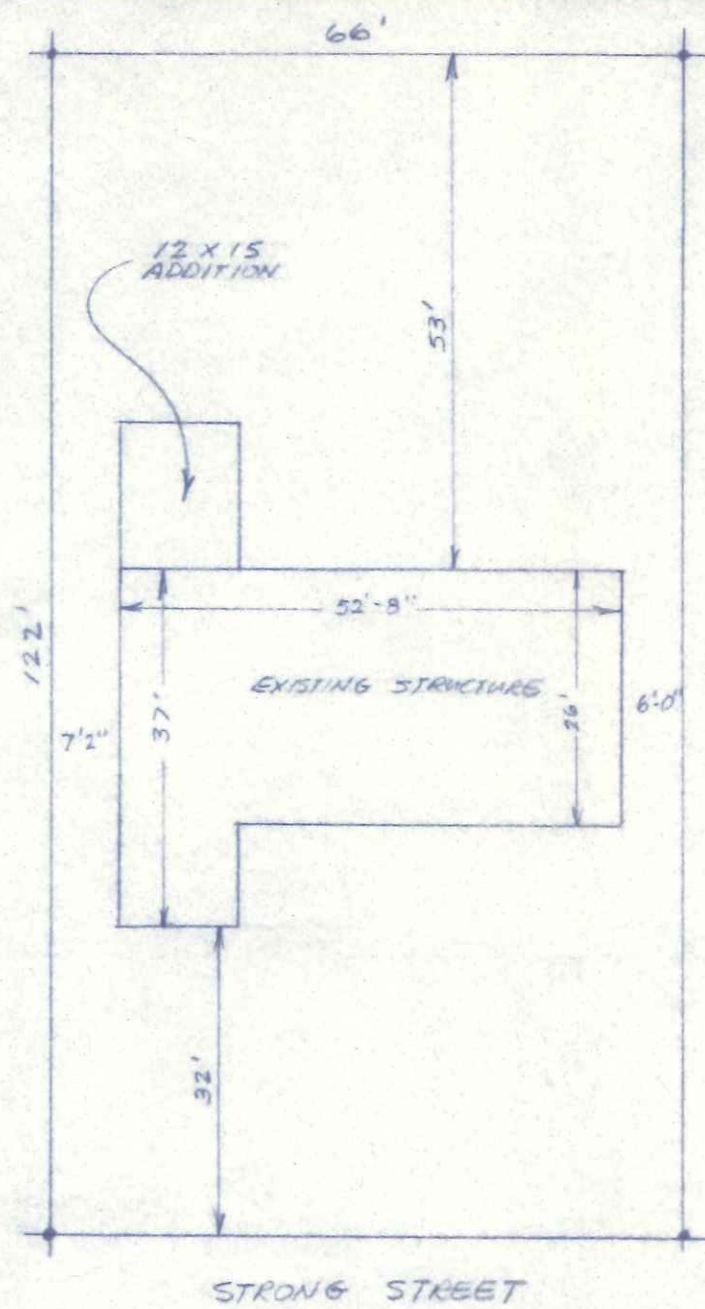 66'
12 X 15
ADDITION
53'
52'-8"
122'
EXISTING STRUCTURE
37'
26'
6'-0"
7'2"
32'
STRONG STREET